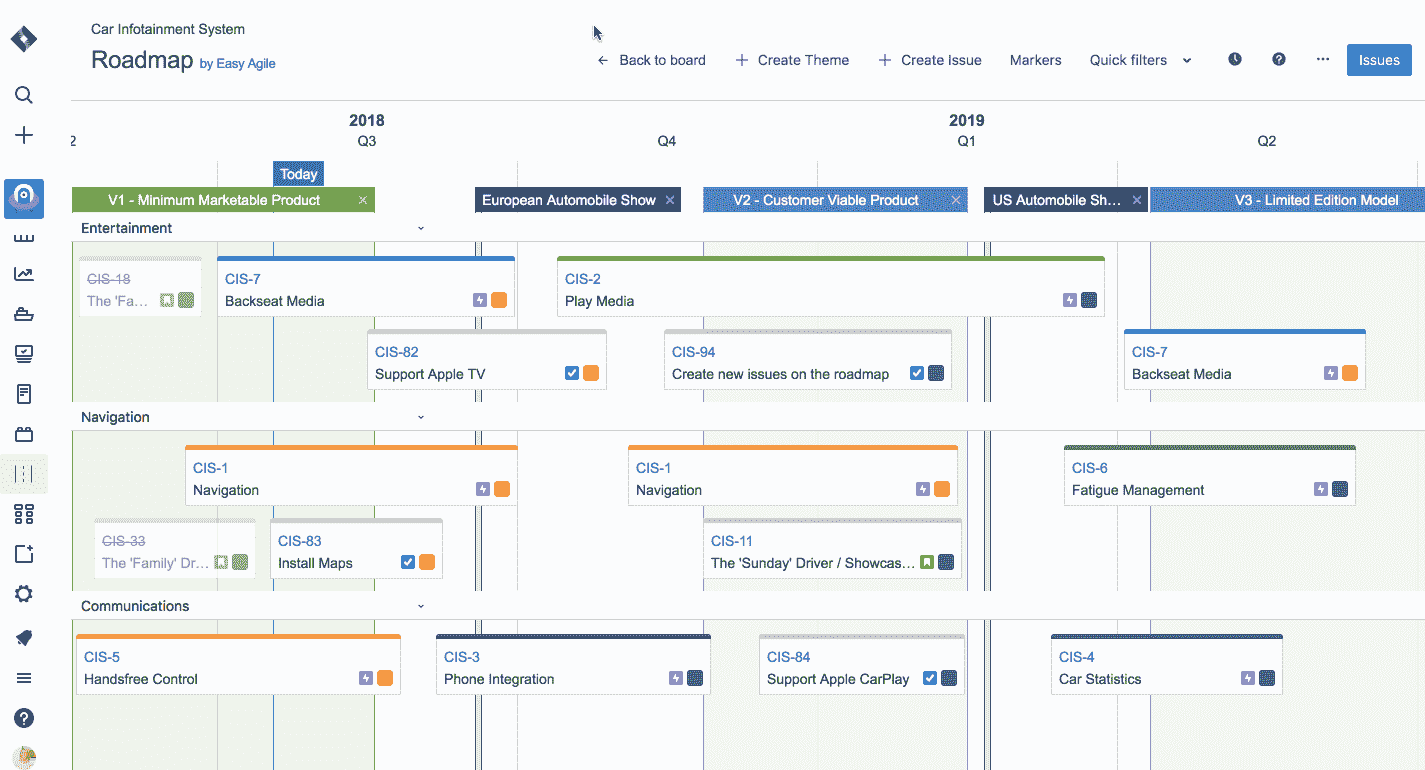 Car Infotainment System
Roadmap by Easy Agile
Back to board
Create Theme
Create Issue
Markers
Quick filters
Issues
2018
2019
2
Q3
Q4
Q1
Q2
Today
V1 - Minimum Marketable Product
European Automobile Show
V2 - Customer Viable Product
US Automobile Sh...
V3 - Limited Edition Model
Entertainment
CIS-18
The 'Fa...
CIS-7
Backseat Media
CIS-2
Play Media
CIS-82
Support Apple TV
CIS-94
Create new issues on the roadmap
CIS-7
Backseat Media
Navigation
CIS-1
Navigation
CIS-1
Navigation
CIS-6
Fatigue Management
CIS-33
The 'Family' Dr...
CIS-83
Install Maps
CIS-11
The 'Sunday' Driver / Showcas...
Communications
CIS-5
Handsfree Control
CIS-3
Phone Integration
CIS-84
Support Apple CarPlay
CIS-4
Car Statistics